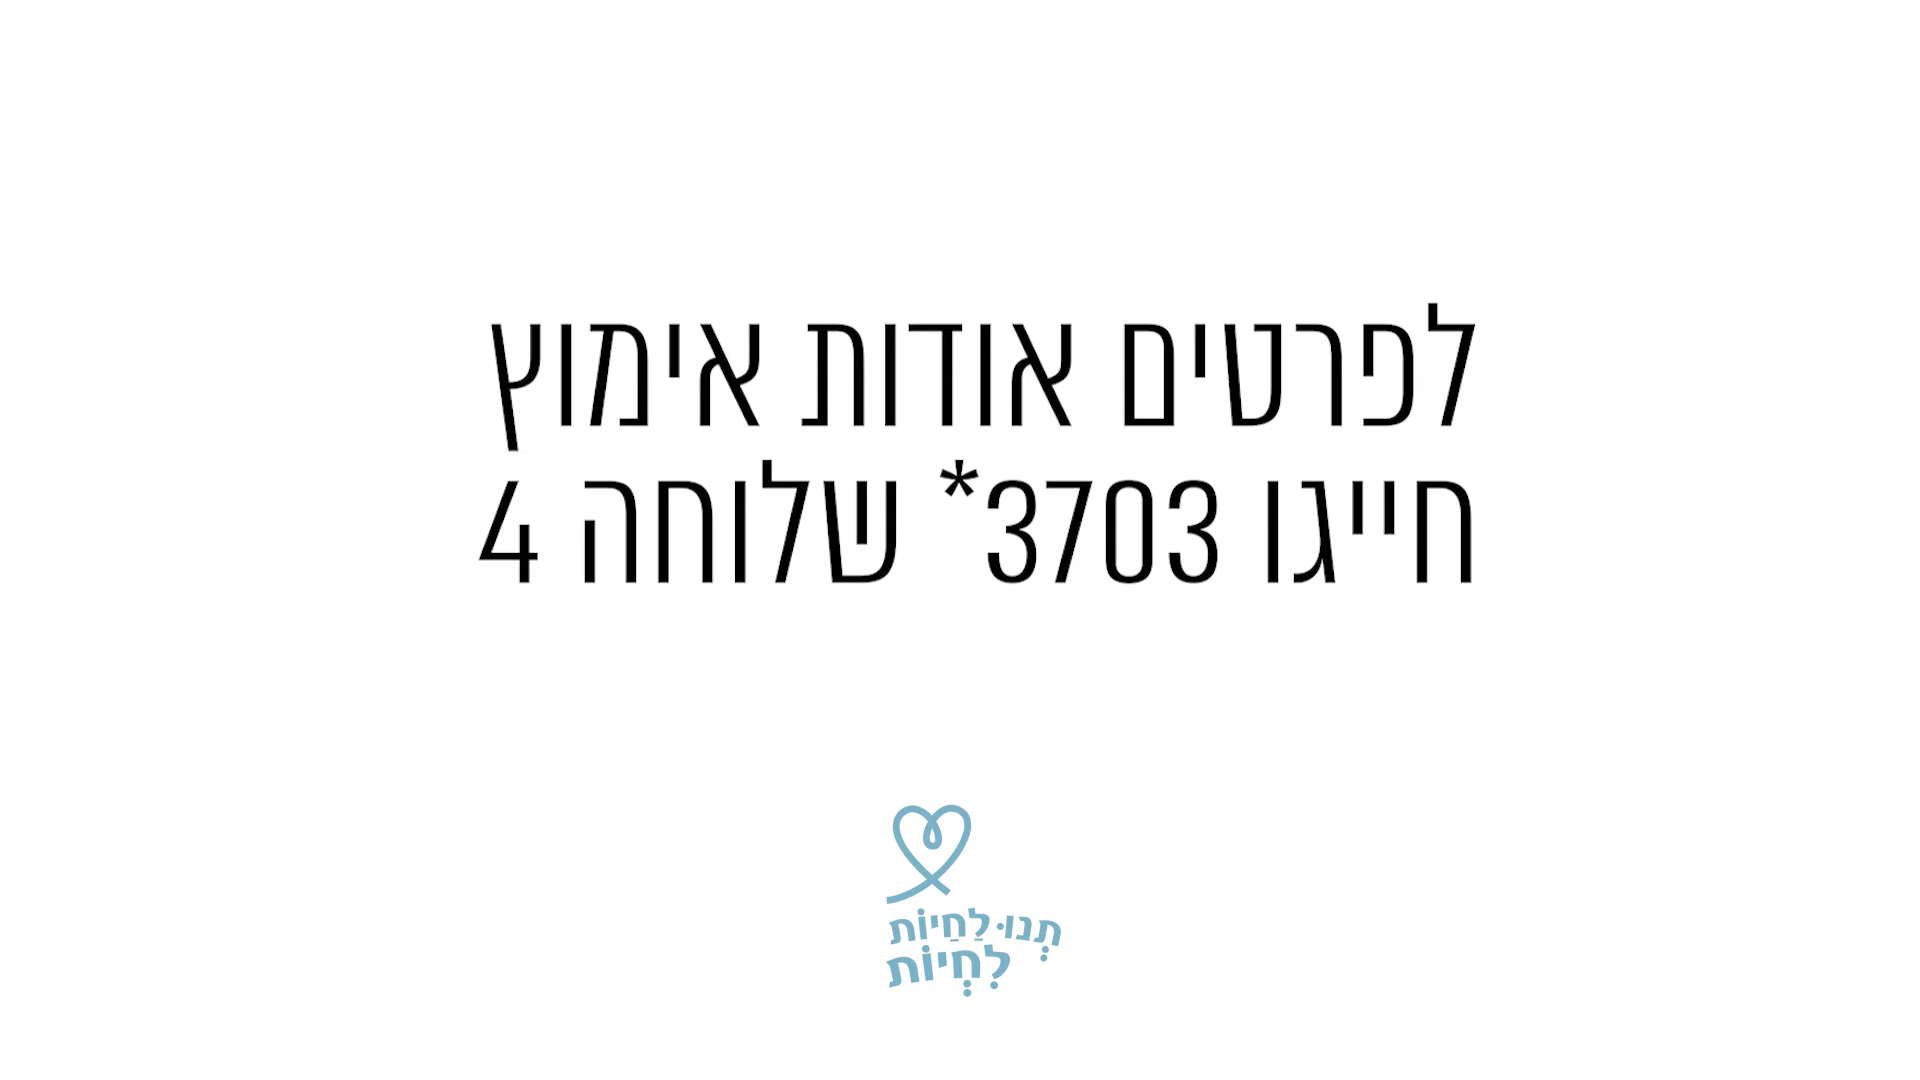 לפרטים אודות אימוץ
חייגו 3703* שלוחה 4
תְנוּ לַחַיוֹת
לִחְיוֹת